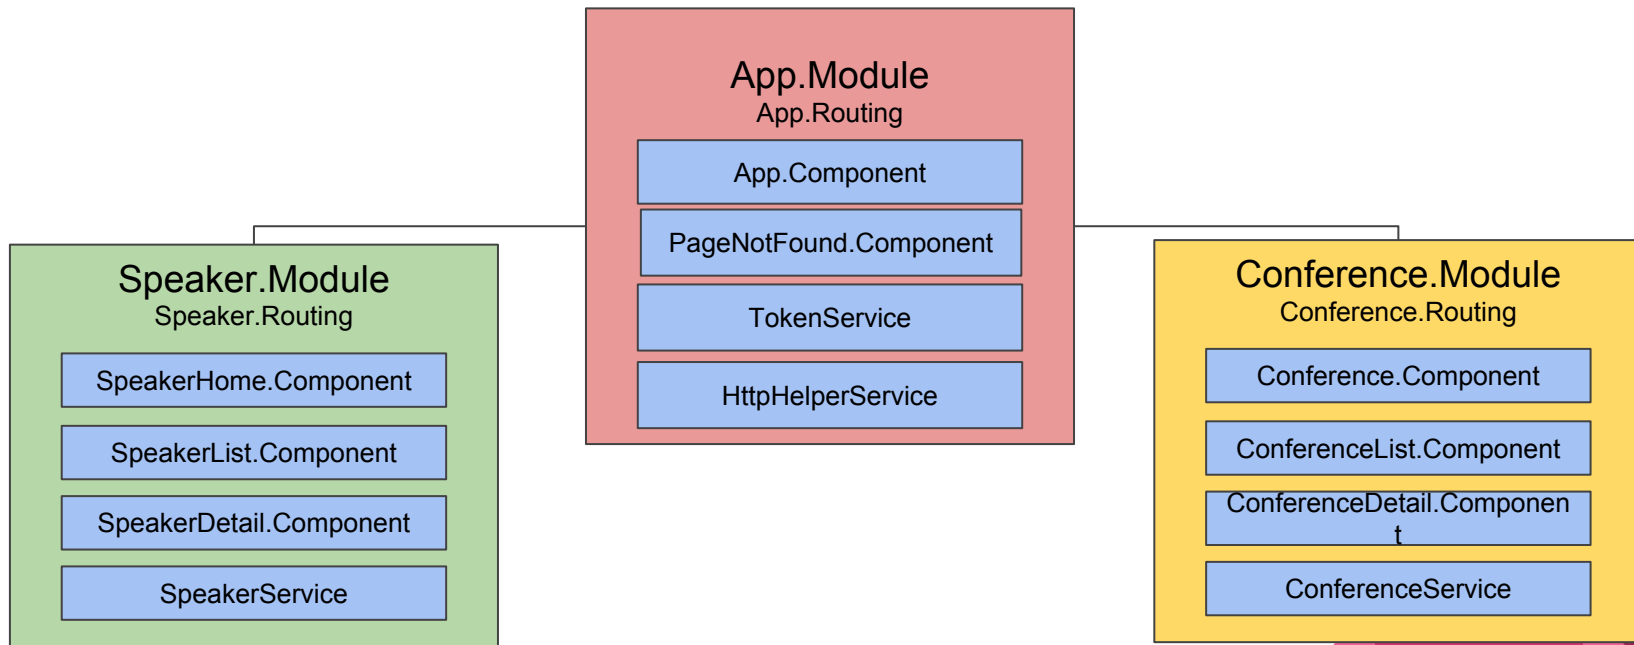 App.Module
App.Routing
App.Component
PageNotFound.Component
TokenService
HttpHelperService
Speaker.Module
Speaker.Routing
SpeakerHome.Component
SpeakerList.Component
SpeakerDetail.Component
SpeakerService
Conference.Module
Conference.Routing
Conference.Component
ConferenceList.Component
ConferenceDetail.Componen
t
ConferenceService